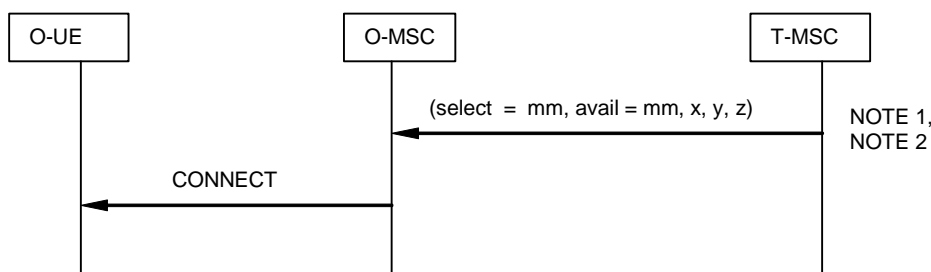 O-UE
O-MSC
T-MSC
(select = mm, avail = mm, x, y, z)
NOTE 1,
NOTE 2
CONNECT